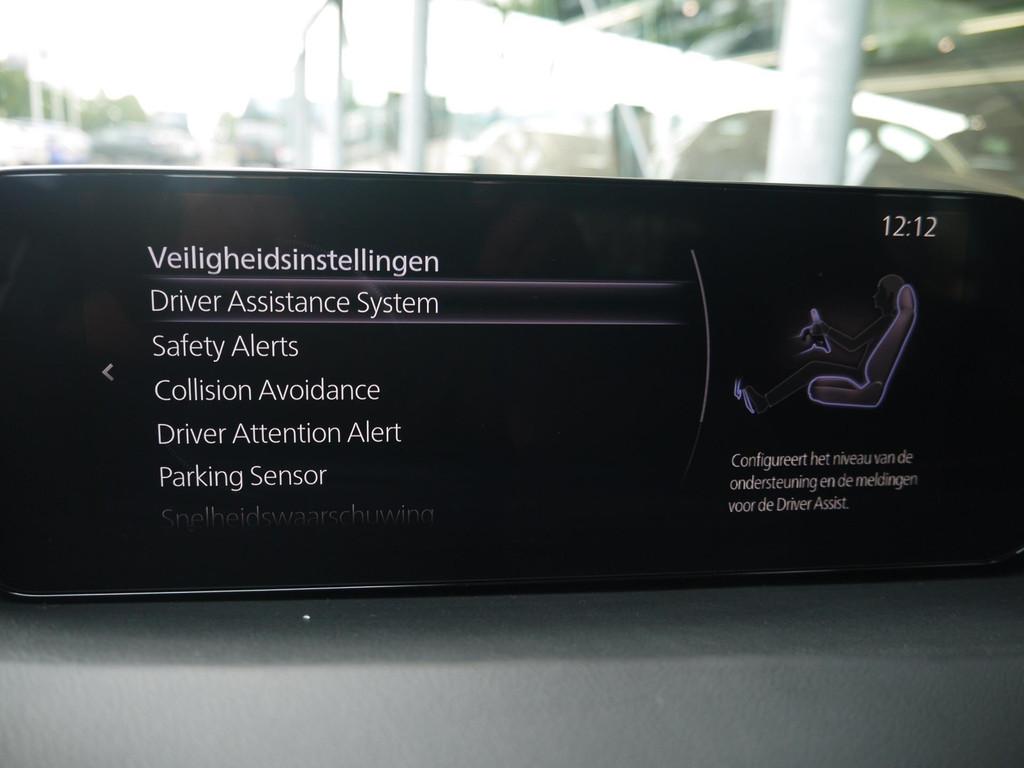 12:12
Veiligheidsinstellingen
Driver Assistance System
Safety Alerts
Collision Avoidance
Driver Attention Alert
Parking Sensor
Snelheidswaarschuwing
Configureert het niveau van de
ondersteuning en de meldingen
voor de Driver Assist.